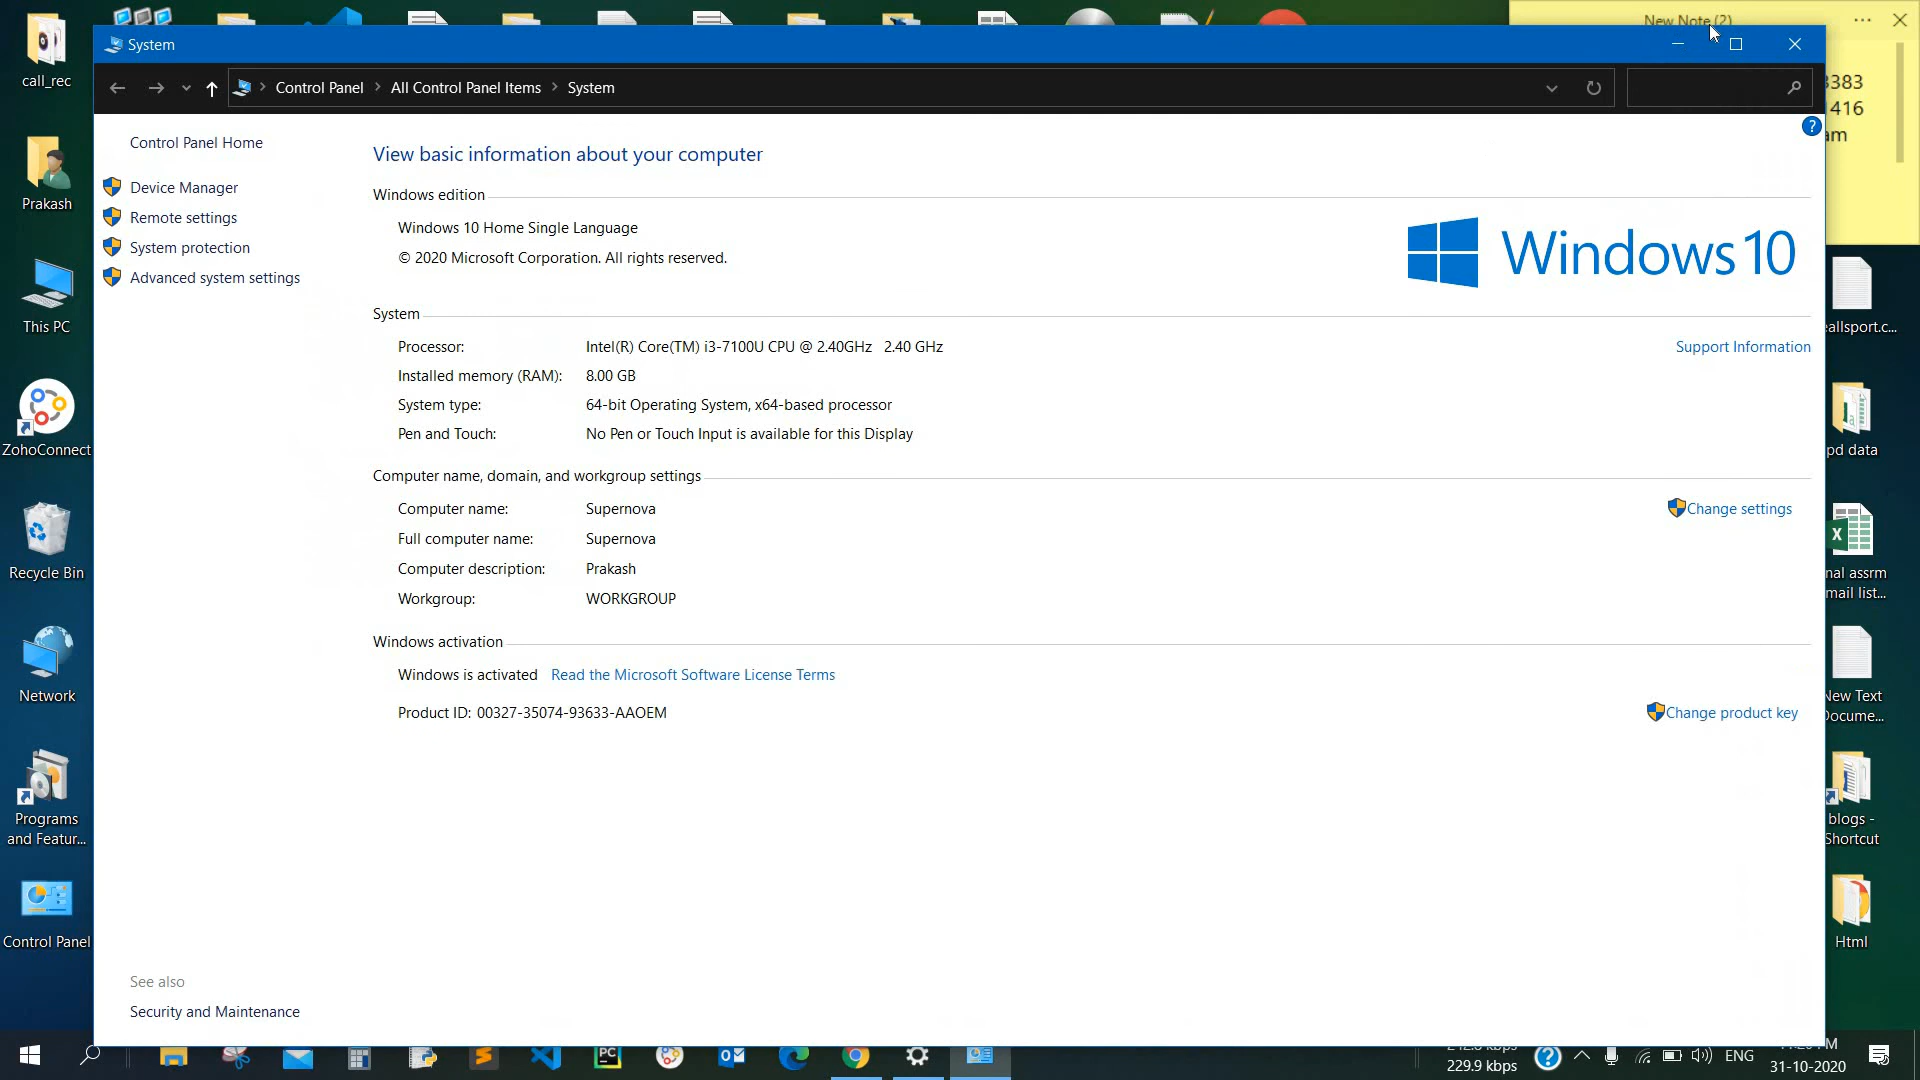 New Note (2)
3383
416
am
call_rec
Prakash
This PC
ZohoConnect
Recycle Bin
Network
Programs
and Featur...
Control Panel
System
Control Panel
All Control Panel Items
System
?
Control Panel Home
Device Manager
Remote settings
System protection
Advanced system settings
See also
Security and Maintenance
View basic information about your computer
Windows edition
Windows 10 Home Single Language
© 2020 Microsoft Corporation. All rights reserved.
Windows 10
System
Processor: Intel(R) Core(TM) i3-7100U CPU @ 2.40GHz 2.40 GHz
Support Information
Installed memory (RAM): 8.00 GB
System type: 64-bit Operating System, x64-based processor
Pen and Touch: No Pen or Touch Input is available for this Display
Computer name, domain, and workgroup settings
Computer name: Supernova
Change settings
Full computer name: Supernova
Computer description: Prakash
Workgroup: WORKGROUP
Windows activation
Windows is activated Read the Microsoft Software License Terms
Product ID: 00327-35074-93633-AAOEM
Change product key
eallsport.c...
pd data
nal assrm
mail list...
New Text
Docume...
blogs -
Shortcut
Html
229.9 kbps
ENG
31-10-2020